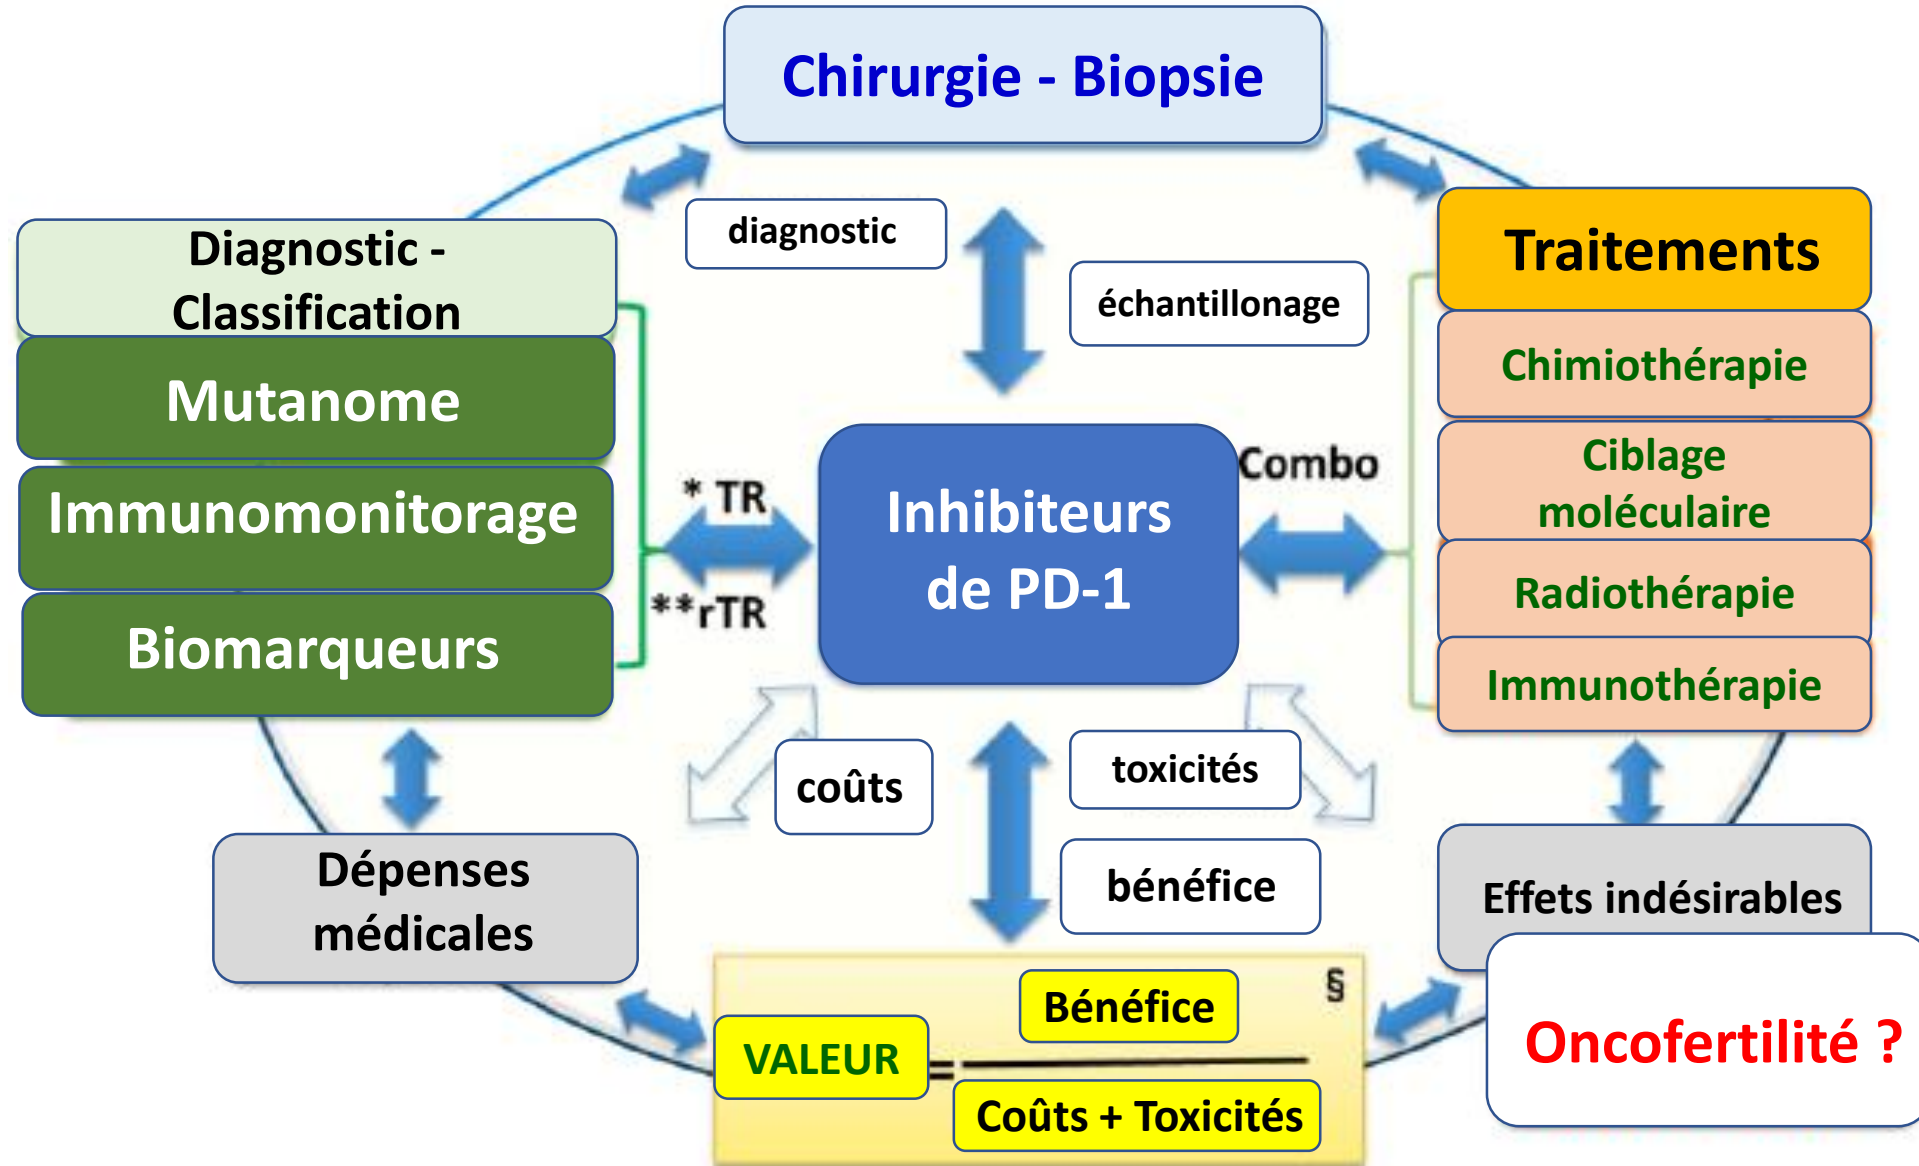 Chirurgie - Biopsie
diagnostic
échantillonage
Diagnostic -
Classification
Mutanome
Immunomonitorage
Biomarqueurs
* TR
**rTR
Inhibiteurs
de PD-1
Combo
Traitements
Chimiothérapie
Ciblage
moléculaire
Radiothérapie
Immunothérapie
coûts
toxicités
bénéfice
Dépenses
médicales
Effets indésirables
Oncofertilité ?
§
Bénéfice
VALEUR =
Coûts + Toxicités